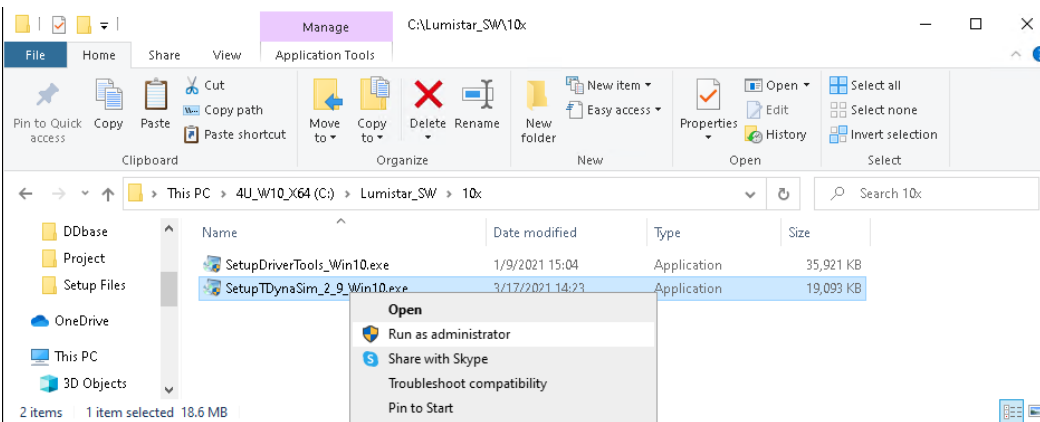 Manage C:\Lumistar_SW\10x
File Home Share View Application Tools
Pin to Quick access
Copy
Paste
Cut
Copy path
Paste shortcut
Clipboard
Move to
Copy to
Delete
Rename
Organize
New folder
New item
Easy access
New
Properties
Open
Edit
History
Open
Select all
Select none
Invert selection
Select
This PC > 4U_W10_X64 (C:) > Lumistar_SW > 10x
Search 10x
DDbase
Project
Setup Files
OneDrive
This PC
3D Objects
Name Date modified Type Size
SetupDriverTools_Win10.exe 1/9/2021 15:04 Application 35,921 KB
SetupTDynaSim_2_9_Win10.exe 3/17/2021 14:23 Application 19,093 KB
Open
Run as administrator
Share with Skype
Troubleshoot compatibility
Pin to Start
2 items 1 item selected 18.6 MB